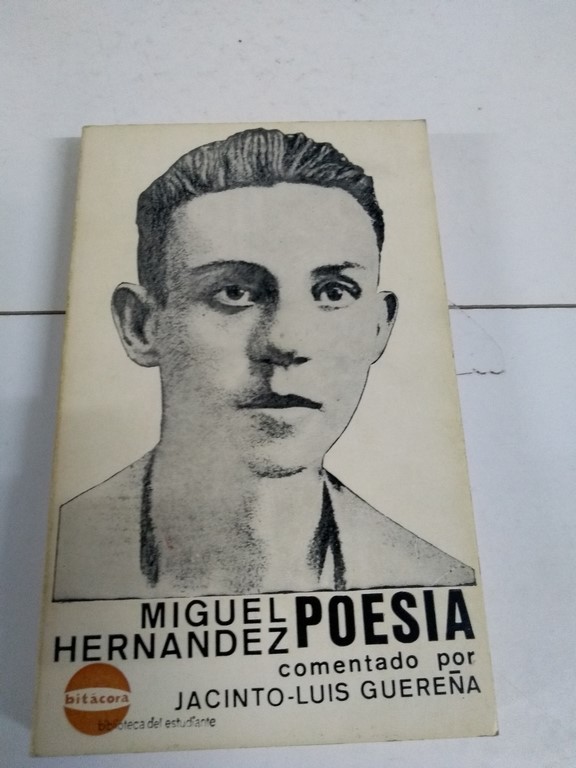 MIGUEL
HERNANDEZ
POESIA
comentado por
JACINTO-LUIS GUEREÑA
bitácora
biblioteca del estudiante